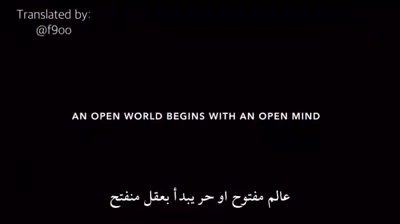 Translated by:
@f9oo
AN OPEN WORLD BEGINS WITH AN OPEN MIND
عالم مفتوح او حر يبدأ بعقل منفتح